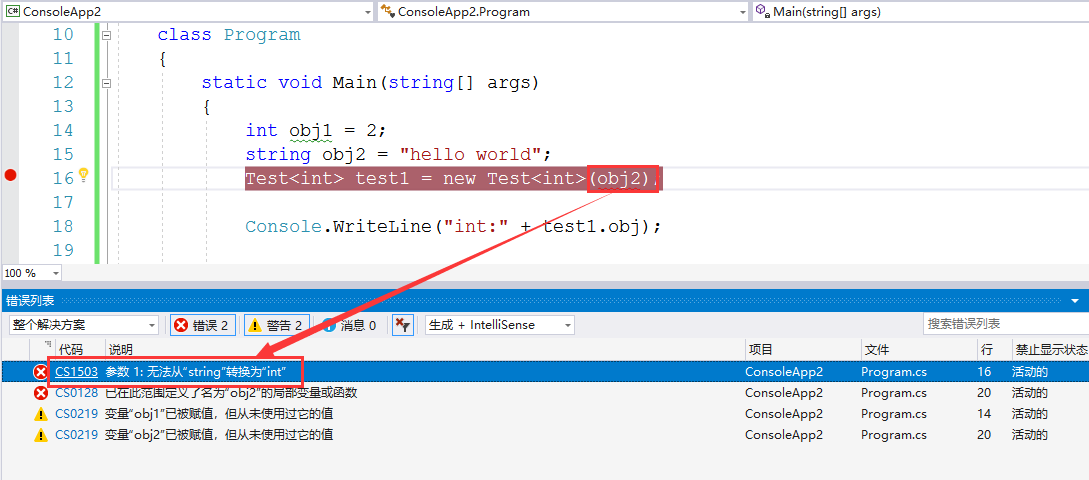 C# ConsoleApp2 ConsoleApp2.Program Main(string[] args)
10 class Program
11 {
12 static void Main(string[] args)
13 {
14 int obj1 = 2;
15 string obj2 = "hello world";
16 Test<int> test1 = new Test<int>(obj2);
17
18 Console.WriteLine("int:" + test1.obj);
19
100 %
错误列表
整个解决方案 错误 2 警告 2 消息 0 生成 + IntelliSense 搜索错误列表
代码 说明 项目 文件 行 禁止显示状态
CS1503 参数 1: 无法从“string”转换为“int” ConsoleApp2 Program.cs 16 活动的
CS0128 已在此范围定义了名为“obj2”的局部变量或函数 ConsoleApp2 Program.cs 20 活动的
CS0219 变量“obj1”已被赋值，但从未使用过它的值 ConsoleApp2 Program.cs 14 活动的
CS0219 变量“obj2”已被赋值，但从未使用过它的值 ConsoleApp2 Program.cs 20 活动的